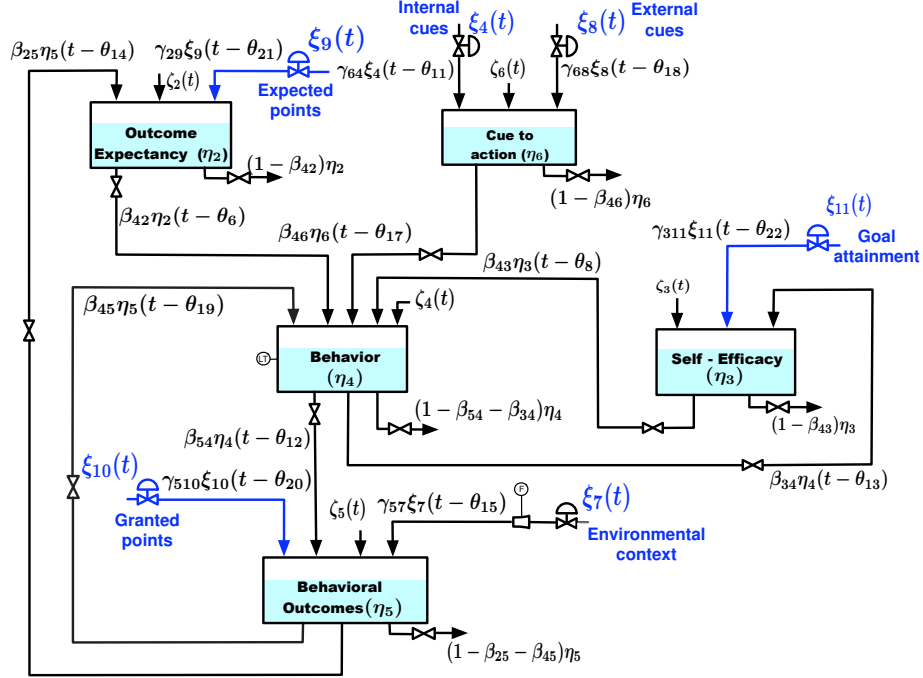 Internal
cues
ξ₄(t)
ξ₈(t)
External
cues
β₂₅η₅(t − θ₁₄)
γ₂₉ξ₉(t − θ₂₁)
ξ₉(t)
γ₆₄ξ₄(t − θ₁₁)
ζ₆(t)
γ₆₈ξ₈(t − θ₁₈)
ζ₂(t)
Expected
points
Outcome
Expectancy (η₂)
(1 − β₄₂)η₂
Cue to
action (η₆)
(1 − β₄₆)η₆
β₄₂η₂(t − θ₆)
β₄₆η₆(t − θ₁₇)
β₄₃η₃(t − θ₈)
γ₃₁₁ξ₁₁(t − θ₂₂)
ξ₁₁(t)
Goal
attainment
β₄₅η₅(t − θ₁₉)
ζ₄(t)
ζ₃(t)
LT
Behavior
(η₄)
Self - Efficacy
(η₃)
(1 − β₅₄ − β₃₄)η₄
(1 − β₄₃)η₃
β₅₄η₄(t − θ₁₂)
β₃₄η₄(t − θ₁₃)
ξ₁₀(t)
γ₅₁₀ξ₁₀(t − θ₂₀)
Granted
points
ζ₅(t)
γ₅₇ξ₇(t − θ₁₅)
F
ξ₇(t)
Environmental
context
Behavioral
Outcomes(η₅)
(1 − β₂₅ − β₄₅)η₅